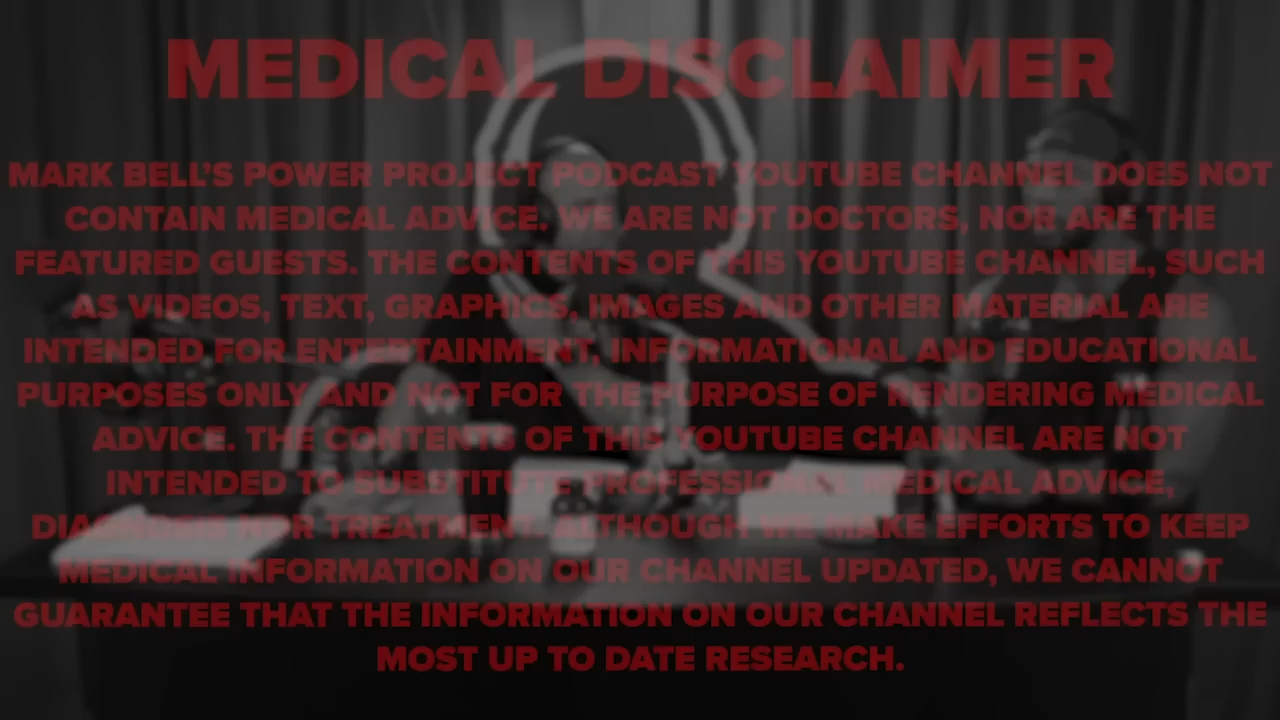 MEDICAL DISCLAIMER
MARK BELL'S POWER PROJECT PODCAST YOUTUBE CHANNEL DOES NOT
CONTAIN MEDICAL ADVICE. WE ARE NOT DOCTORS, NOR ARE THE
FEATURED GUESTS. THE CONTENTS OF THIS YOUTUBE CHANNEL, SUCH
AS VIDEOS, TEXT, GRAPHICS, IMAGES AND OTHER MATERIAL ARE
INTENDED FOR ENTERTAINMENT, INFORMATIONAL AND EDUCATIONAL
PURPOSES ONLY AND NOT FOR THE PURPOSE OF RENDERING MEDICAL
ADVICE. THE CONTENTS OF THIS YOUTUBE CHANNEL ARE NOT
INTENDED TO SUBSTITUTE PROFESSIONAL MEDICAL ADVICE,
DIAGNOSIS NOR TREATMENT. ALTHOUGH WE MAKE EFFORTS TO KEEP
MEDICAL INFORMATION ON OUR CHANNEL UPDATED, WE CANNOT
GUARANTEE THAT THE INFORMATION ON OUR CHANNEL REFLECTS THE
MOST UP TO DATE RESEARCH.